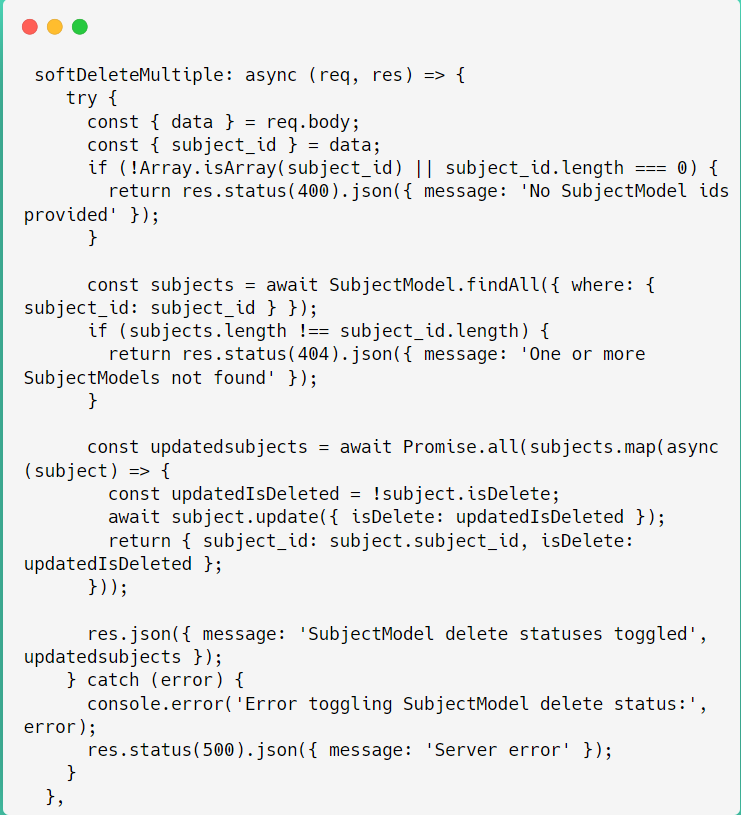 softDeleteMultiple: async (req, res) => {
try {
const { data } = req.body;
const { subject_id } = data;
if (!Array.isArray(subject_id) || subject_id.length === 0) {
return res.status(400).json({ message: 'No SubjectModel ids
provided' });
}
const subjects = await SubjectModel.findAll({ where: {
subject_id: subject_id } });
if (subjects.length !== subject_id.length) {
return res.status(404).json({ message: 'One or more
SubjectModels not found' });
}
const updatedsubjects = await Promise.all(subjects.map(async
(subject) => {
const updatedIsDeleted = !subject.isDelete;
await subject.update({ isDelete: updatedIsDeleted });
return { subject_id: subject.subject_id, isDelete:
updatedIsDeleted };
}));
res.json({ message: 'SubjectModel delete statuses toggled',
updatedsubjects });
} catch (error) {
console.error('Error toggling SubjectModel delete status:',
error);
res.status(500).json({ message: 'Server error' });
}
},